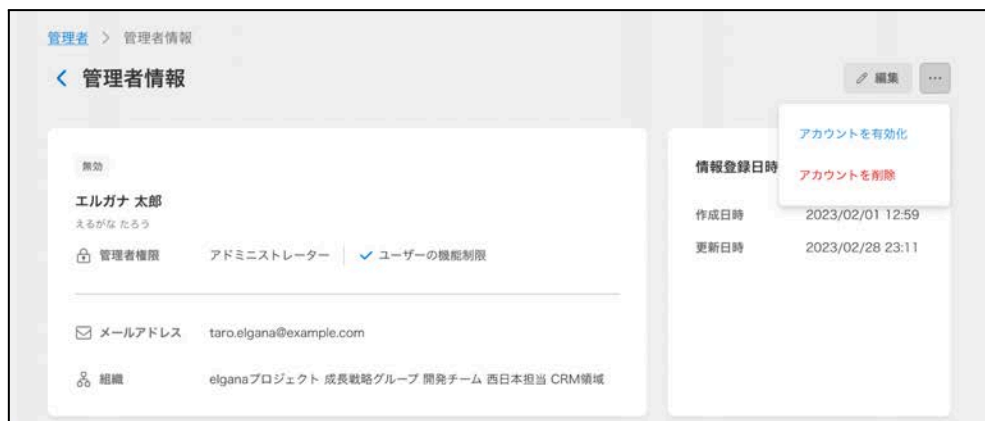 管理者 > 管理者情報
管理者情報
編集
アカウントを有効化
アカウントを削除
無効
エルガナ 太郎
えるがな たろう
管理者権限 アドミニストレーター ユーザーの機能制限
メールアドレス taro.elgana@example.com
組織 elganaプロジェクト 成長戦略グループ 開発チーム 西日本担当 CRM領域
情報登録日時
作成日時 2023/02/01 12:59
更新日時 2023/02/28 23:11